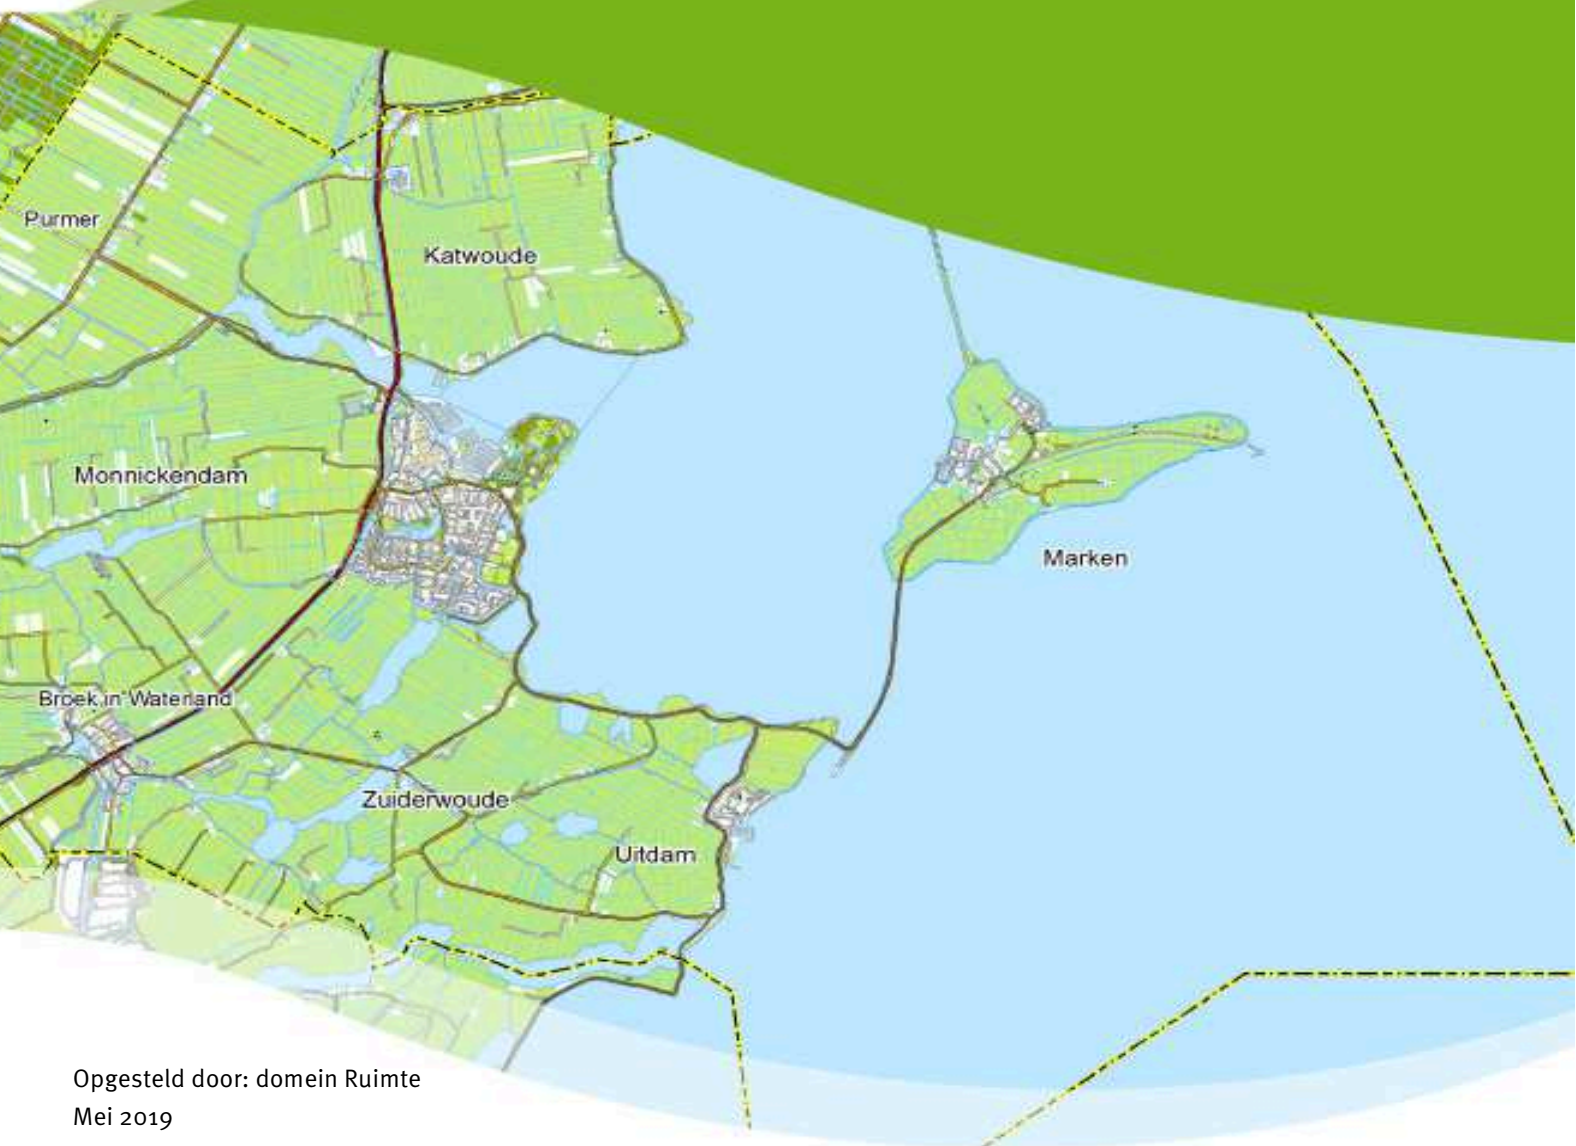 Purmer
Katwoude
Monnickendam
Marken
Broek in Waterland
Zuiderwoude
Uitdam
Opgesteld door: domein Ruimte
Mei 2019